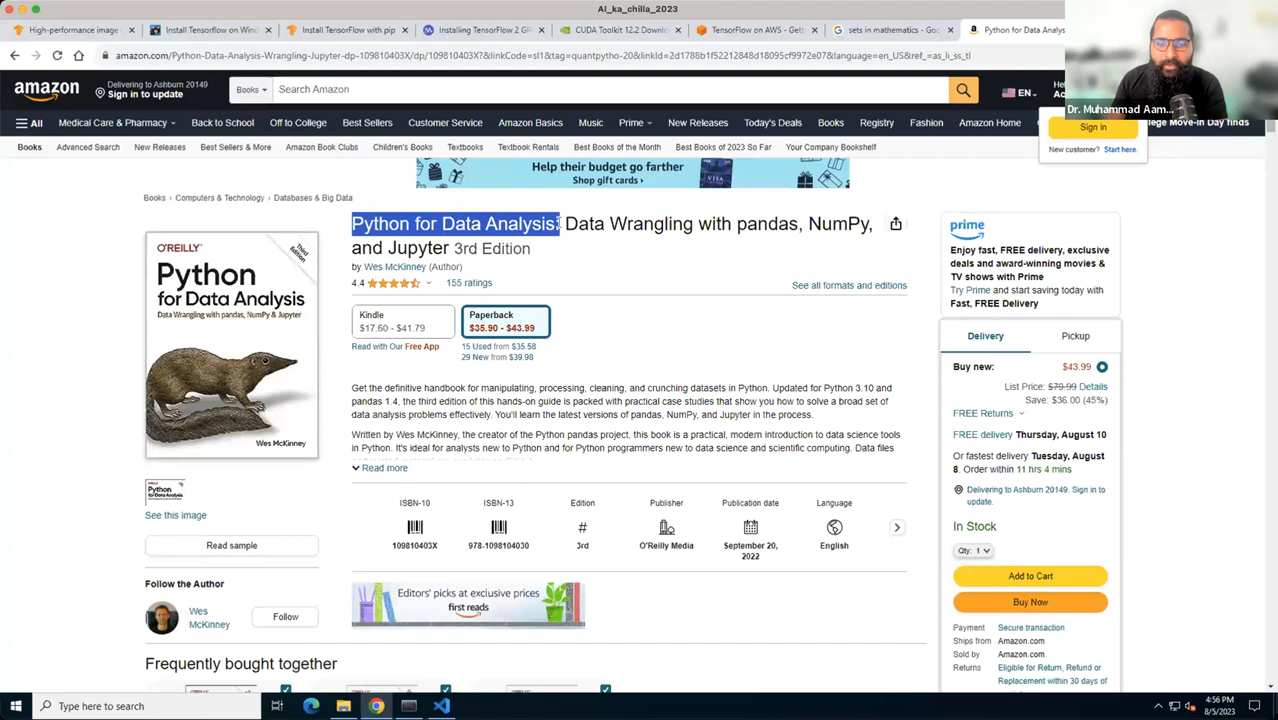 AI_ka_chilla_2023
High-performance image
Install Tensorflow on Wind
Install TensorFlow with pip
Installing TensorFlow 2 GP
CUDA Toolkit 12.2 Downlo
TensorFlow on AWS - Gett
sets in mathematics - Goo
Python for Data Analysis
amazon.com/Python-Data-Analysis-Wrangling-Jupyter-dp-109810403X/dp/109810403X?&linkCode=sl1&tag=quantpytho-20&linkId=2d1788b1f52212848d18095cf9672e41&language=en_US&ref_=as_li_ss_tl
Dr. Muhammad Aam...
amazon
Delivering to Ashburn 20149
Sign in to update
Books
Search Amazon
EN
All
Medical Care & Pharmacy
Back to School
Off to College
Best Sellers
Customer Service
Amazon Basics
Music
Prime
New Releases
Today's Deals
Books
Registry
Fashion
Amazon Home
lege Move-in Day finds
Sign in
New customer? Start here.
Books
Advanced Search
New Releases
Best Sellers & More
Amazon Book Clubs
Children's Books
Textbooks
Textbook Rentals
Best Books of the Month
Best Books of 2023 So Far
Your Company Bookshelf
Help their budget go farther
Shop gift cards ›
VISA
Books › Computers & Technology › Databases & Big Data
O'REILLY®
Third Edition
Python
for Data Analysis
Data Wrangling with pandas, NumPy & Jupyter
Wes McKinney
See this image
Read sample
Follow the Author
Wes
McKinney
Follow
Python for Data Analysis: Data Wrangling with pandas, NumPy,
and Jupyter 3rd Edition
by Wes McKinney (Author)
4.4
155 ratings
See all formats and editions
Kindle
$17.60 - $41.79
Read with Our Free App
Paperback
$35.90 - $43.99
15 Used from $35.58
29 New from $39.98
Get the definitive handbook for manipulating, processing, cleaning, and crunching datasets in Python. Updated for Python 3.10 and
pandas 1.4, the third edition of this hands-on guide is packed with practical case studies that show you how to solve a broad set of
data analysis problems effectively. You'll learn the latest versions of pandas, NumPy, and Jupyter in the process.
Written by Wes McKinney, the creator of the Python pandas project, this book is a practical, modern introduction to data science tools
in Python. It's ideal for analysts new to Python and for Python programmers new to data science and scientific computing. Data files
Read more
ISBN-10
109810403X
ISBN-13
978-1098104030
Edition
#
3rd
Publisher
O'Reilly Media
Publication date
September 20,
2022
Language
English
Editors' picks at exclusive prices
first reads
Frequently bought together
prime
Enjoy fast, FREE delivery, exclusive
deals and award-winning movies &
TV shows with Prime
Try Prime and start saving today with
Fast, FREE Delivery
Delivery
Pickup
Buy new:
$43.99
List Price: $79.99 Details
Save: $36.00 (45%)
FREE Returns
FREE delivery Thursday, August 10
Or fastest delivery Tuesday, August
8. Order within 11 hrs 4 mins
Delivering to Ashburn 20149. Sign in to
update.
In Stock
Qty: 1
Add to Cart
Buy Now
Payment Secure transaction
Ships from Amazon.com
Sold by Amazon.com
Returns Eligible for Return, Refund or
Replacement within 30 days of
Type here to search
4:56 PM
8/5/2023